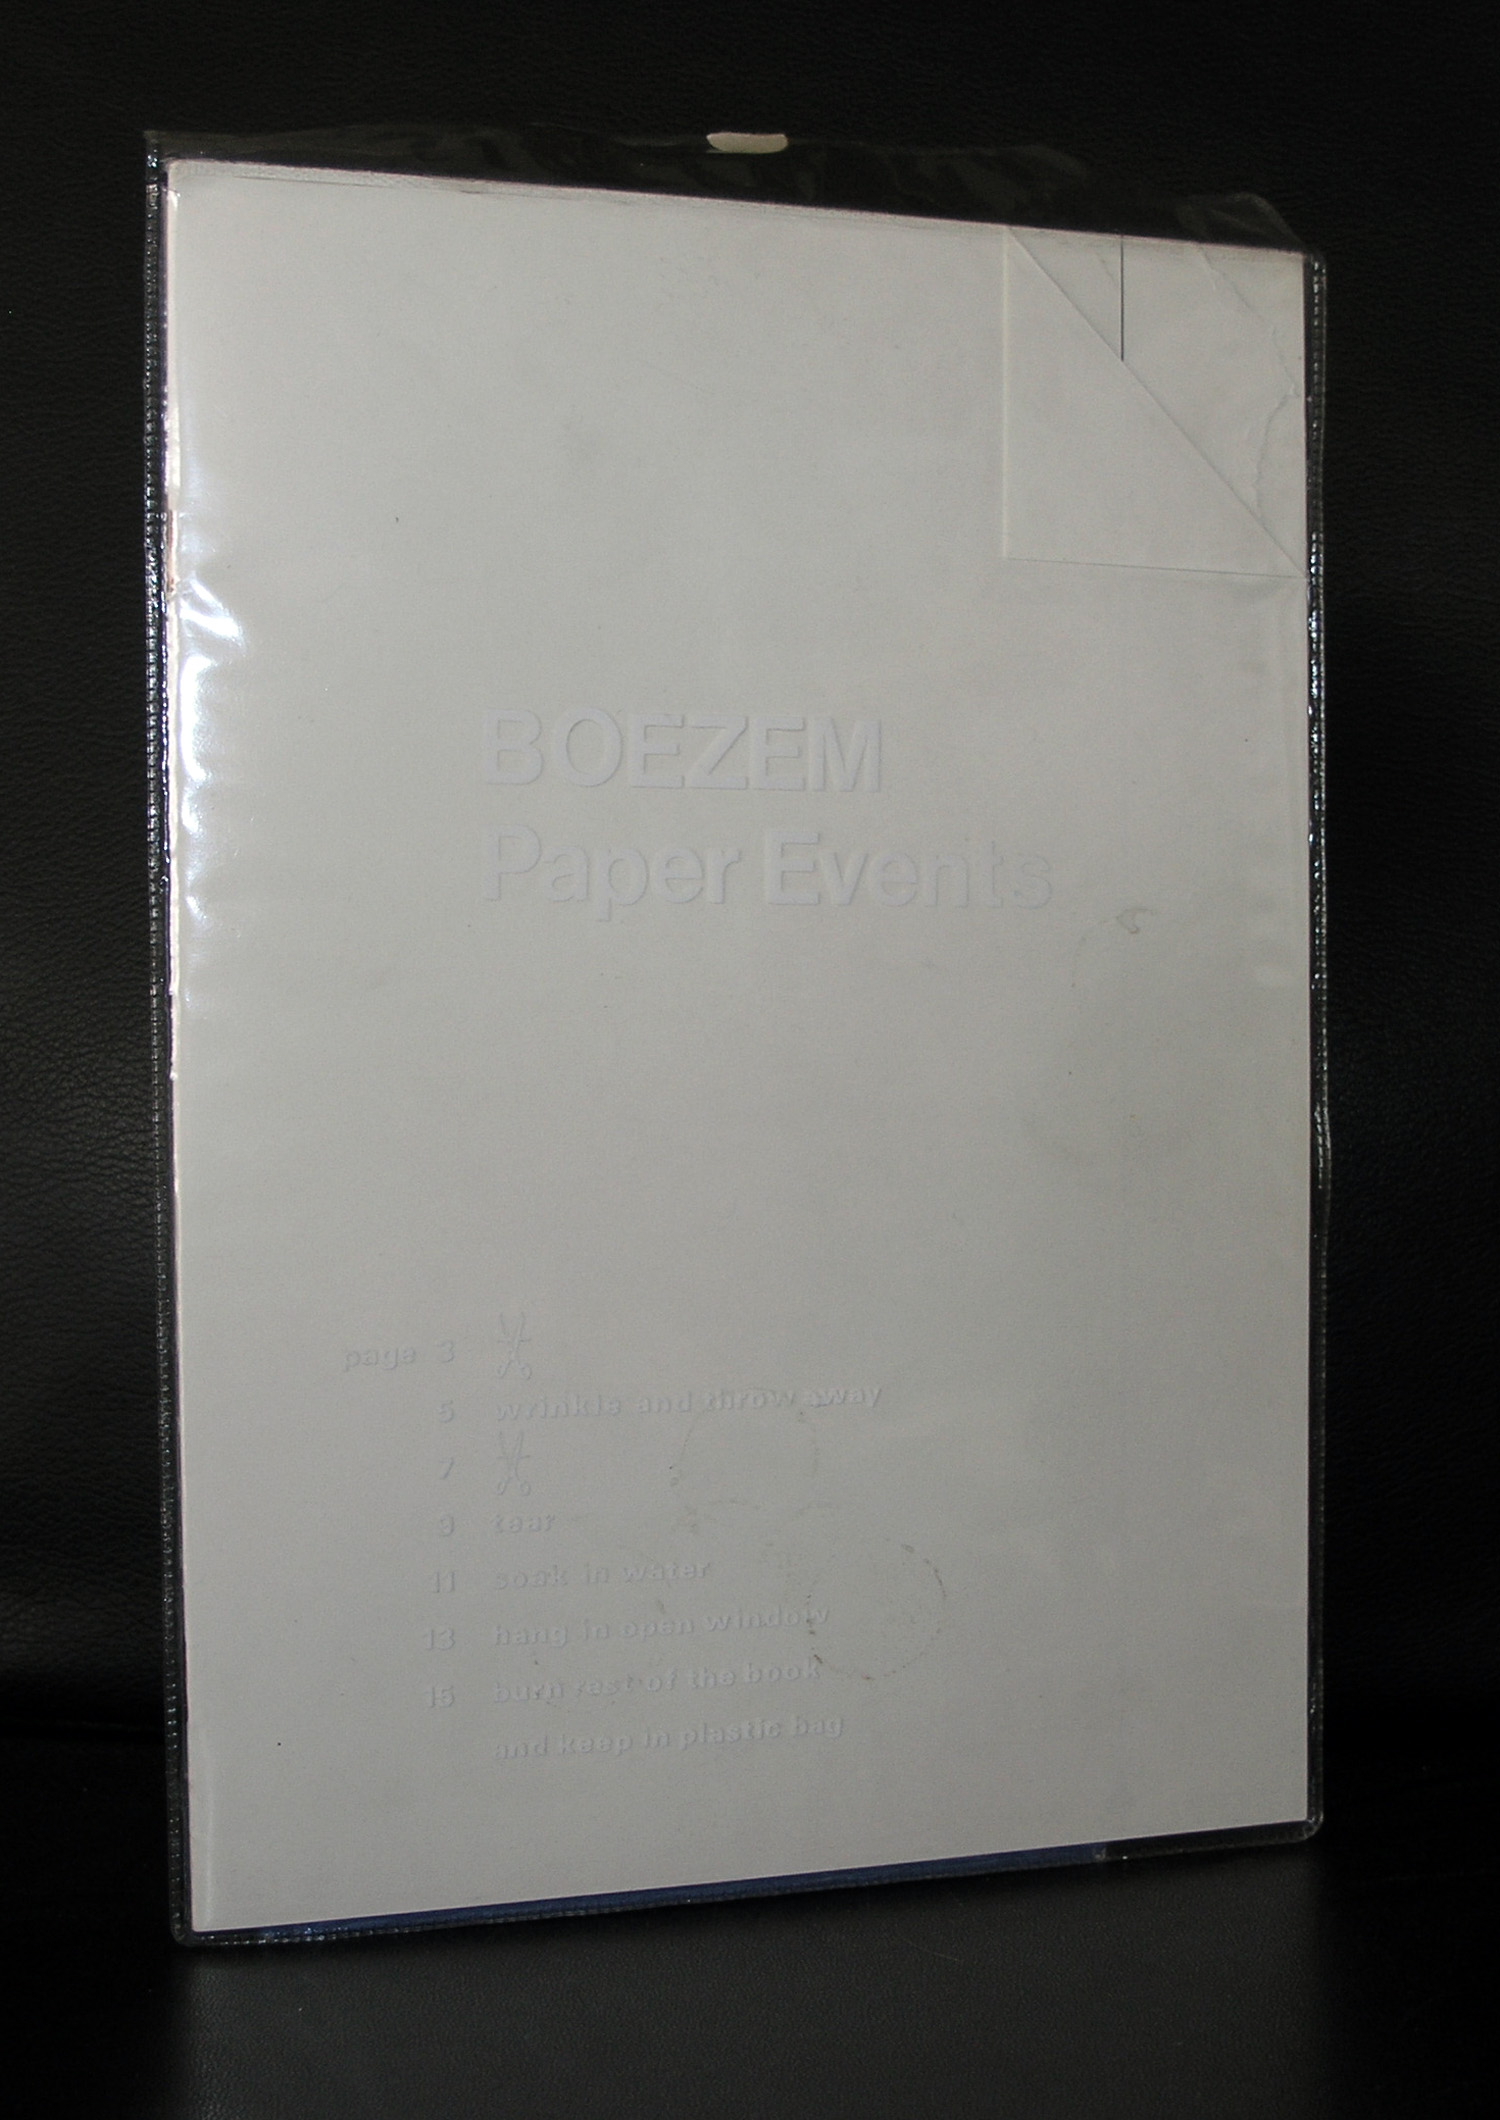 BOEZEM
Paper Events
page 3
5 wrinkle and throw away
7
9 tear
11 soak in water
13 hang in open window
15 burn rest of the book
and keep in plastic bag